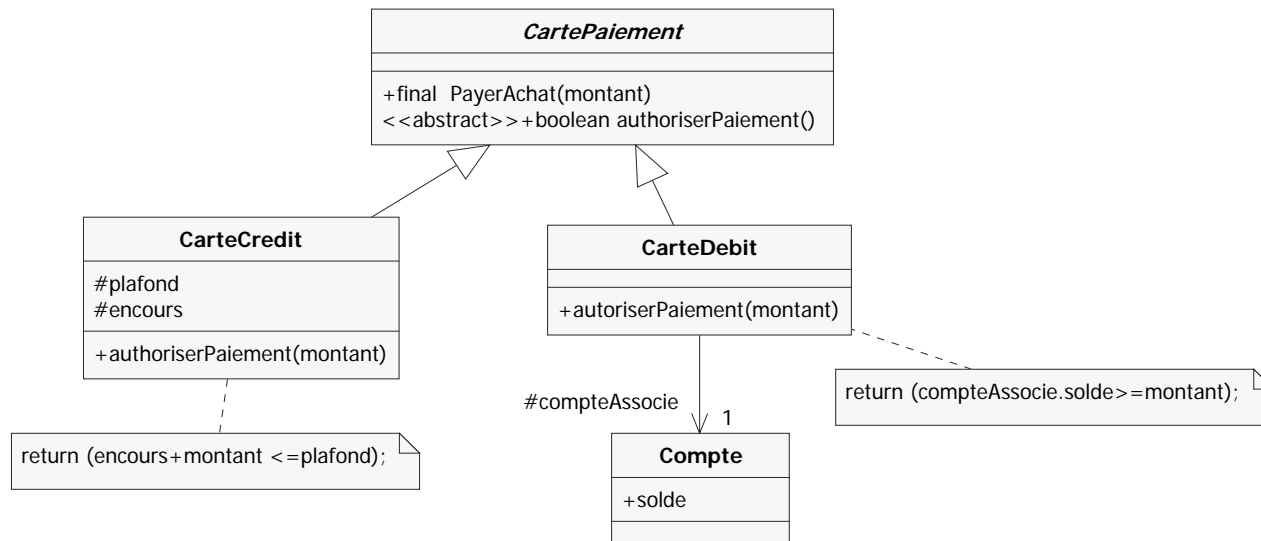 CartePaiement
+final PayerAchat(montant)
<<abstract>>+boolean authoriserPaiement()
CarteCredit
#plafond
#encours
+authoriserPaiement(montant)
return (encours+montant <=plafond);
CarteDebit
+autoriserPaiement(montant)
return (compteAssocie.solde>=montant);
#compteAssocie
1
Compte
+solde